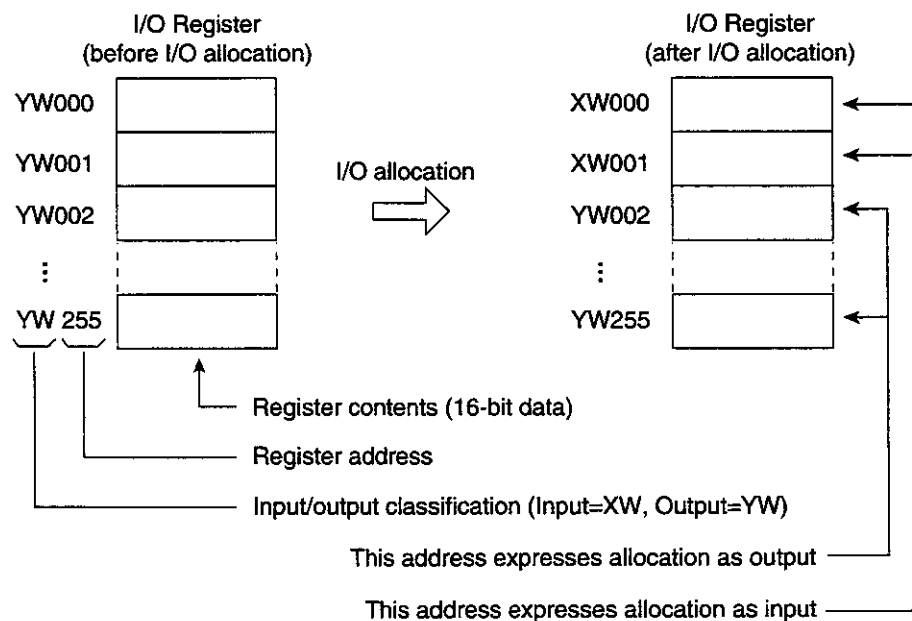 I/O Register
(before I/O allocation)
YW000
YW001
YW002
⋮
YW 255
I/O allocation
I/O Register
(after I/O allocation)
XW000
XW001
YW002
⋮
YW255
Register contents (16-bit data)
Register address
Input/output classification (Input=XW, Output=YW)
This address expresses allocation as output
This address expresses allocation as input